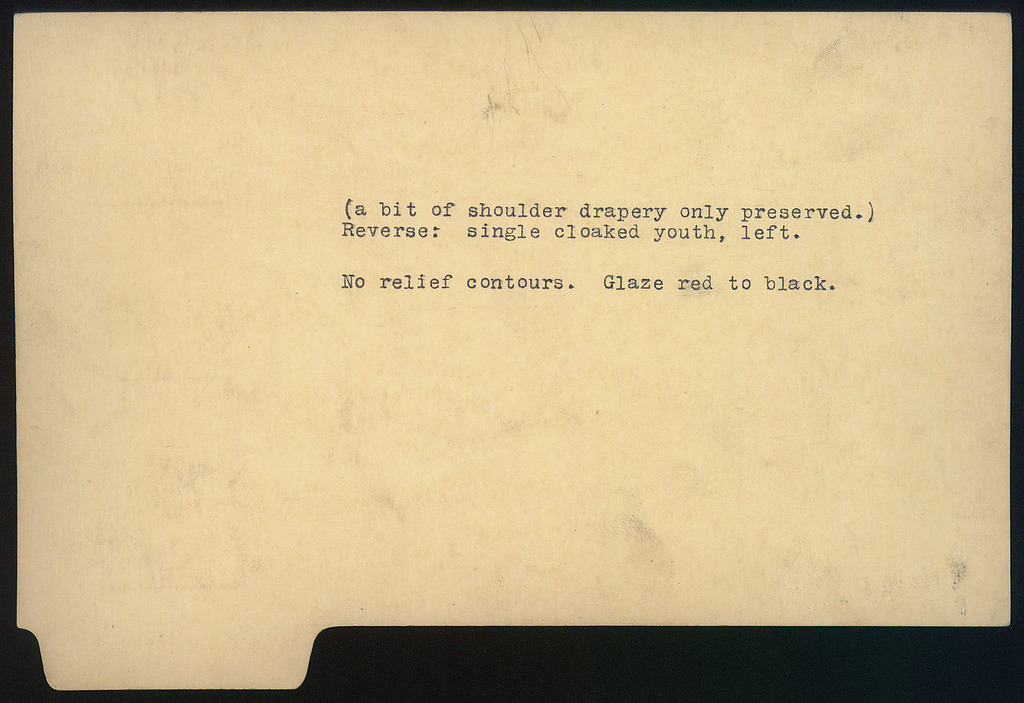 (a bit of shoulder drapery only preserved.)
Reverse: single cloaked youth, left.
No relief contours. Glaze red to black.